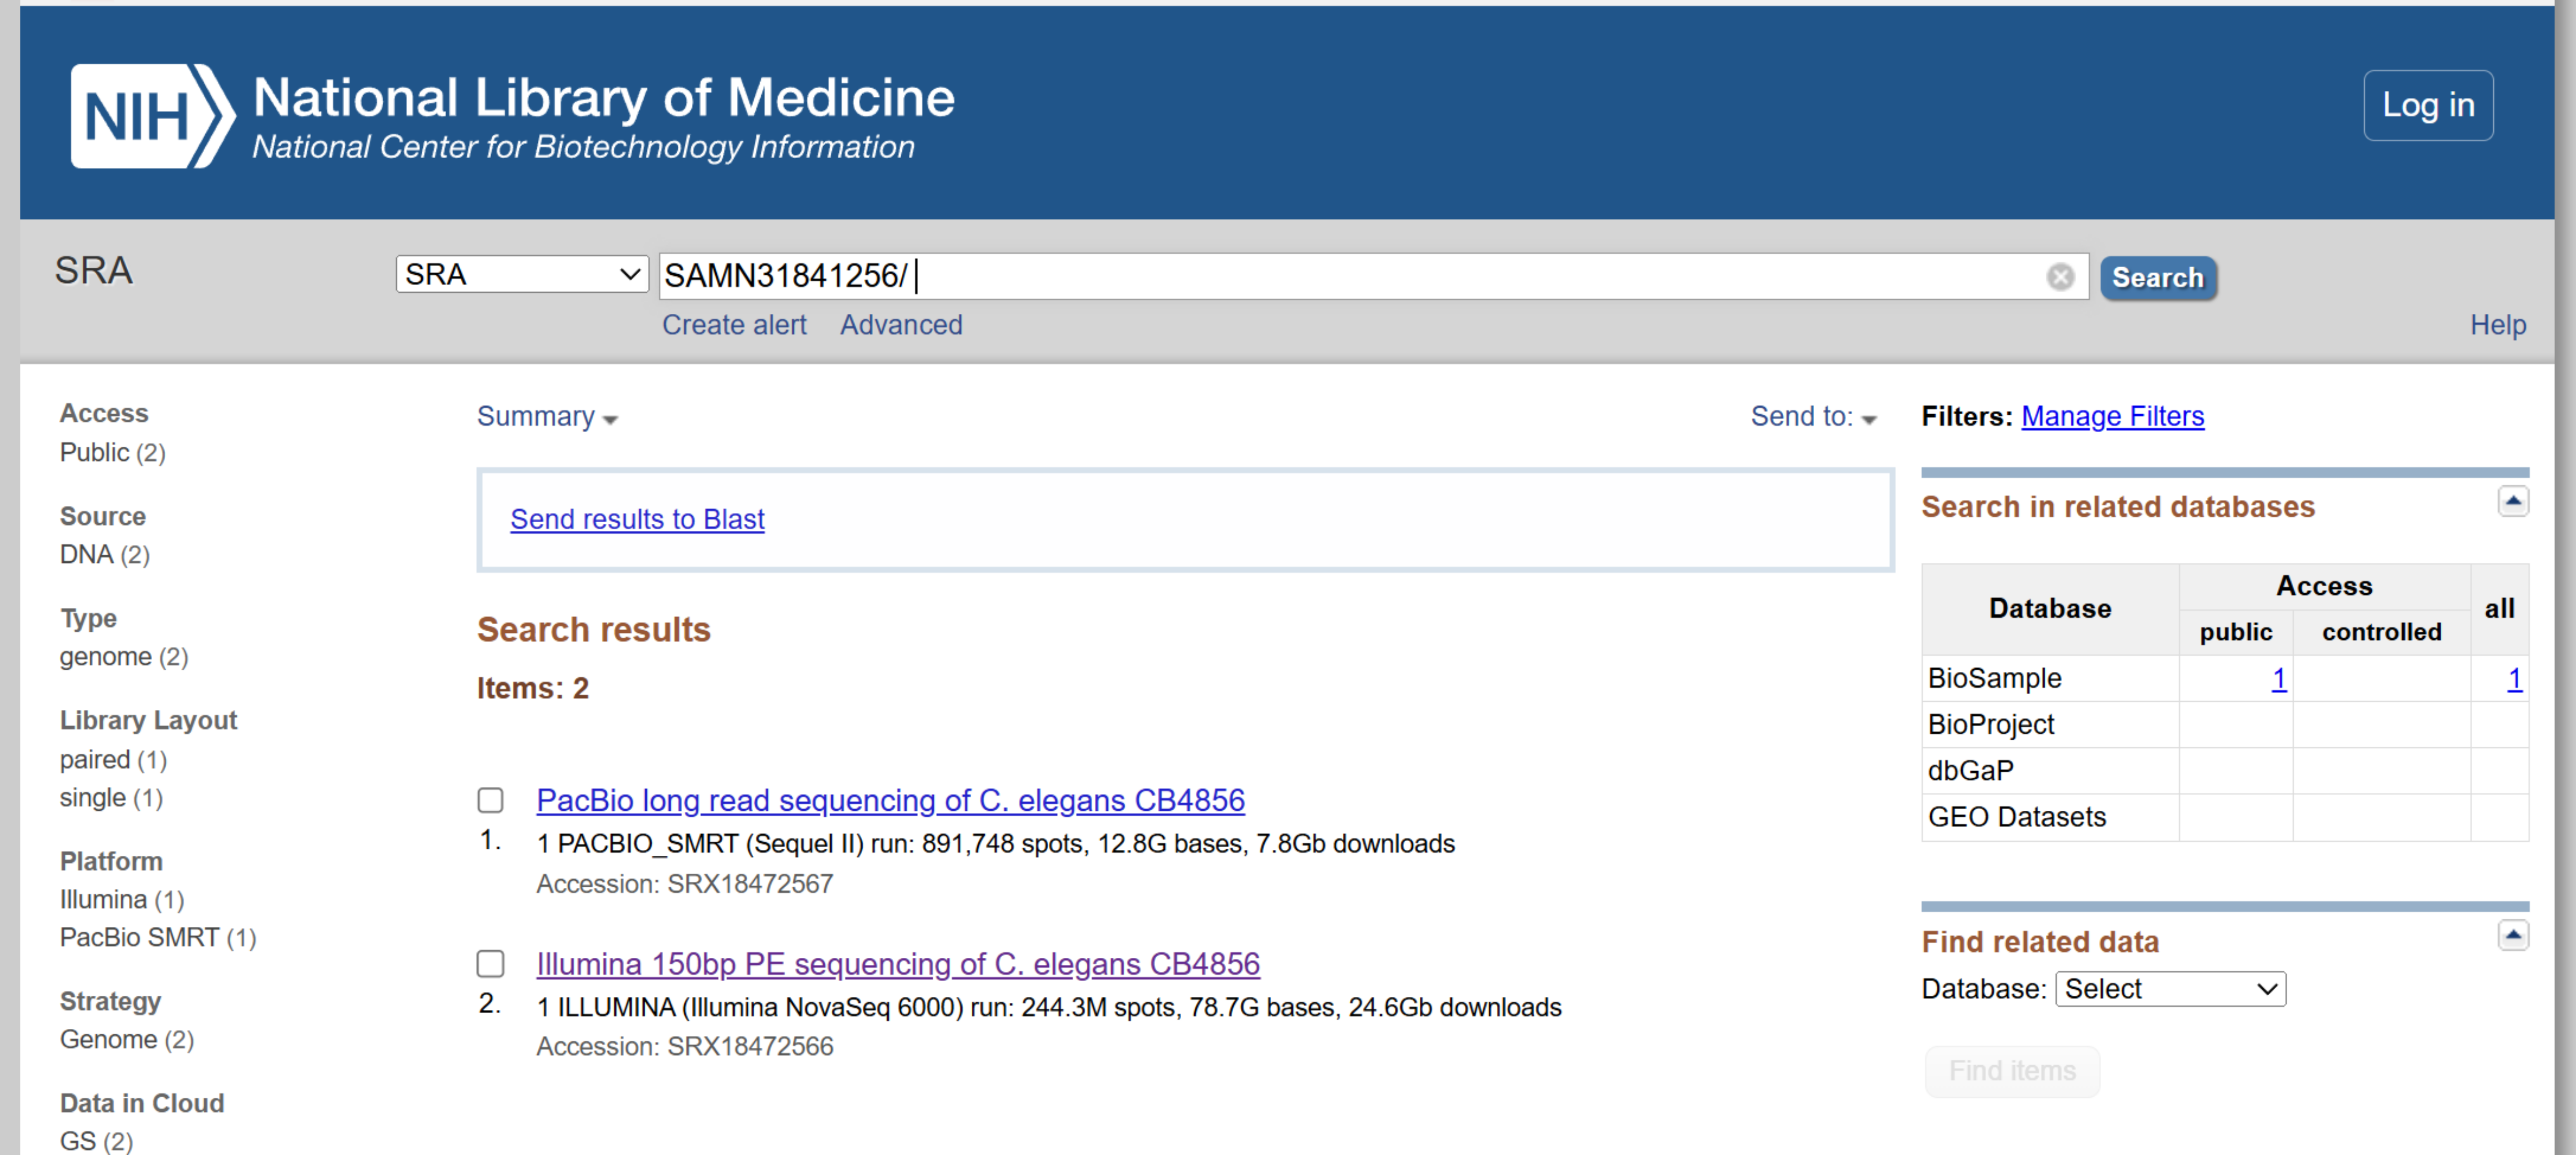 NIH National Library of Medicine
National Center for Biotechnology Information
Log in
SRA
SRA
SAMN31841256/
Search
Create alert Advanced
Help
Access
Public (2)
Source
DNA (2)
Type
genome (2)
Library Layout
paired (1)
single (1)
Platform
Illumina (1)
PacBio SMRT (1)
Strategy
Genome (2)
Data in Cloud
GS (2)
Summary
Send to:
Send results to Blast
Search results
Items: 2
PacBio long read sequencing of C. elegans CB4856
1. 1 PACBIO_SMRT (Sequel II) run: 891,748 spots, 12.8G bases, 7.8Gb downloads
Accession: SRX18472567
Illumina 150bp PE sequencing of C. elegans CB4856
2. 1 ILLUMINA (Illumina NovaSeq 6000) run: 244.3M spots, 78.7G bases, 24.6Gb downloads
Accession: SRX18472566
Filters: Manage Filters
Search in related databases
Database Access all
public controlled
BioSample 1 1
BioProject
dbGaP
GEO Datasets
Find related data
Database: Select
Find items